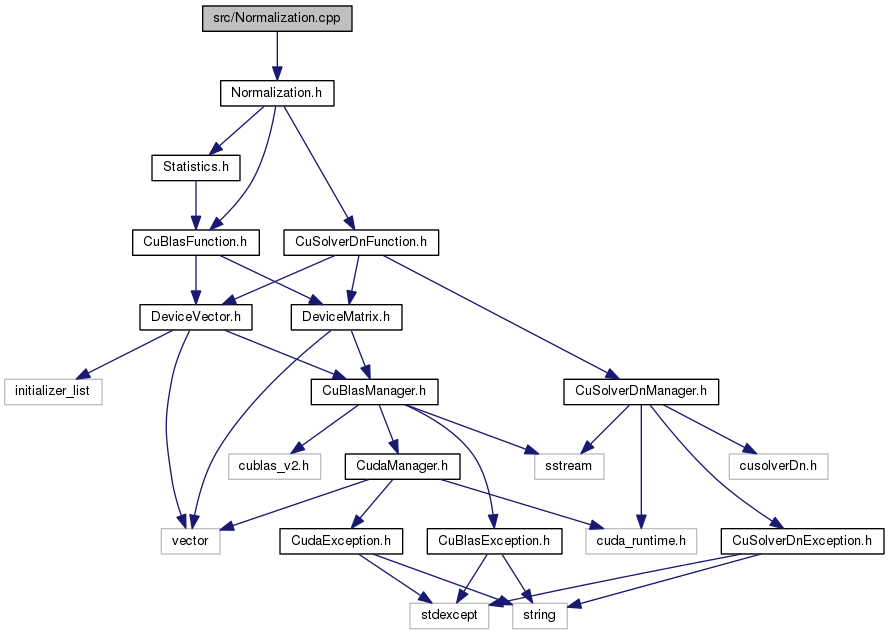 src/Normalization.cpp
Normalization.h
Statistics.h
CuBlasFunction.h
CuSolverDnFunction.h
DeviceVector.h
DeviceMatrix.h
initializer_list
CuBlasManager.h
CuSolverDnManager.h
cublas_v2.h
CudaManager.h
sstream
cusolverDn.h
vector
CudaException.h
CuBlasException.h
cuda_runtime.h
CuSolverDnException.h
stdexcept
string